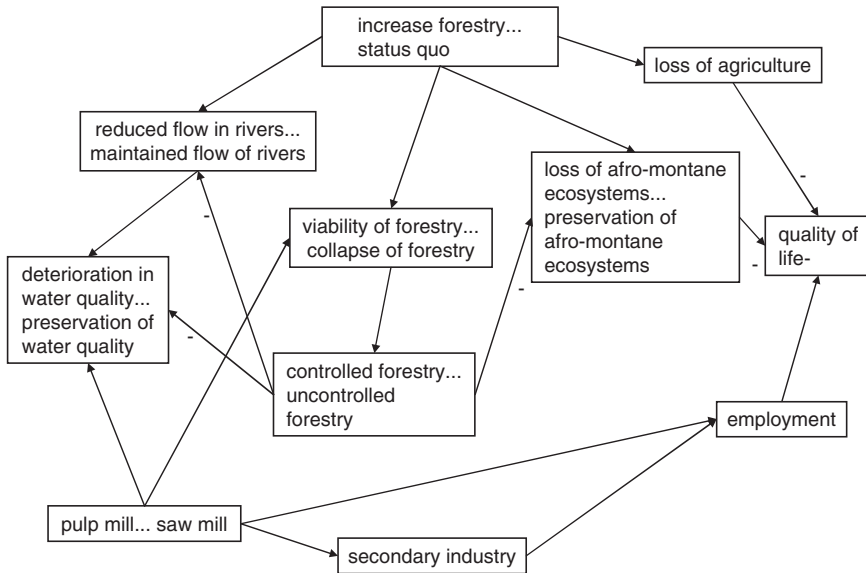 increase forestry...
status quo
loss of agriculture
reduced flow in rivers...
maintained flow of rivers
loss of afro-montane
ecosystems...
preservation of
afro-montane
ecosystems
-
-
viability of forestry...
collapse of forestry
quality of
life-
deterioration in
water quality...
preservation of
water quality
-
-
-
controlled forestry...
uncontrolled
forestry
employment
pulp mill... saw mill
secondary industry